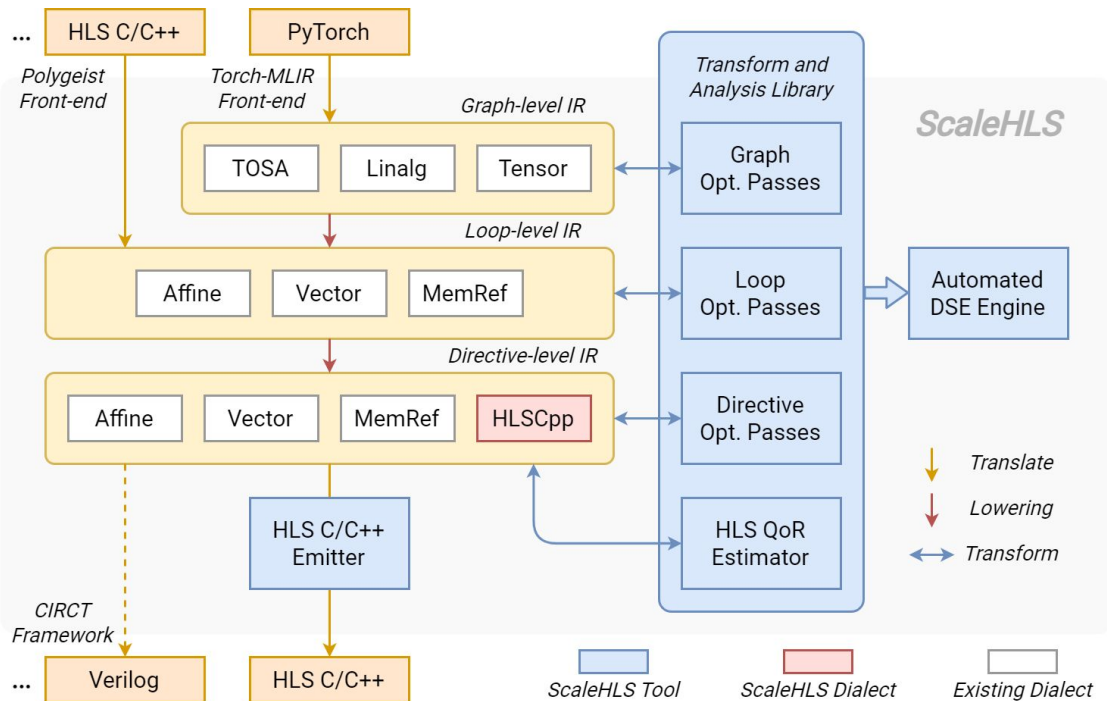 ... HLS C/C++ PyTorch
Polygeist
Front-end
Torch-MLIR
Front-end
Graph-level IR
TOSA Linalg Tensor
Loop-level IR
Affine Vector MemRef
Directive-level IR
Affine Vector MemRef HLSCpp
HLS C/C++
Emitter
CIRCT
Framework
... Verilog HLS C/C++
Transform and
Analysis Library
Graph
Opt. Passes
Loop
Opt. Passes
Directive
Opt. Passes
HLS QoR
Estimator
ScaleHLS
Automated
DSE Engine
Translate
Lowering
Transform
ScaleHLS Tool ScaleHLS Dialect Existing Dialect